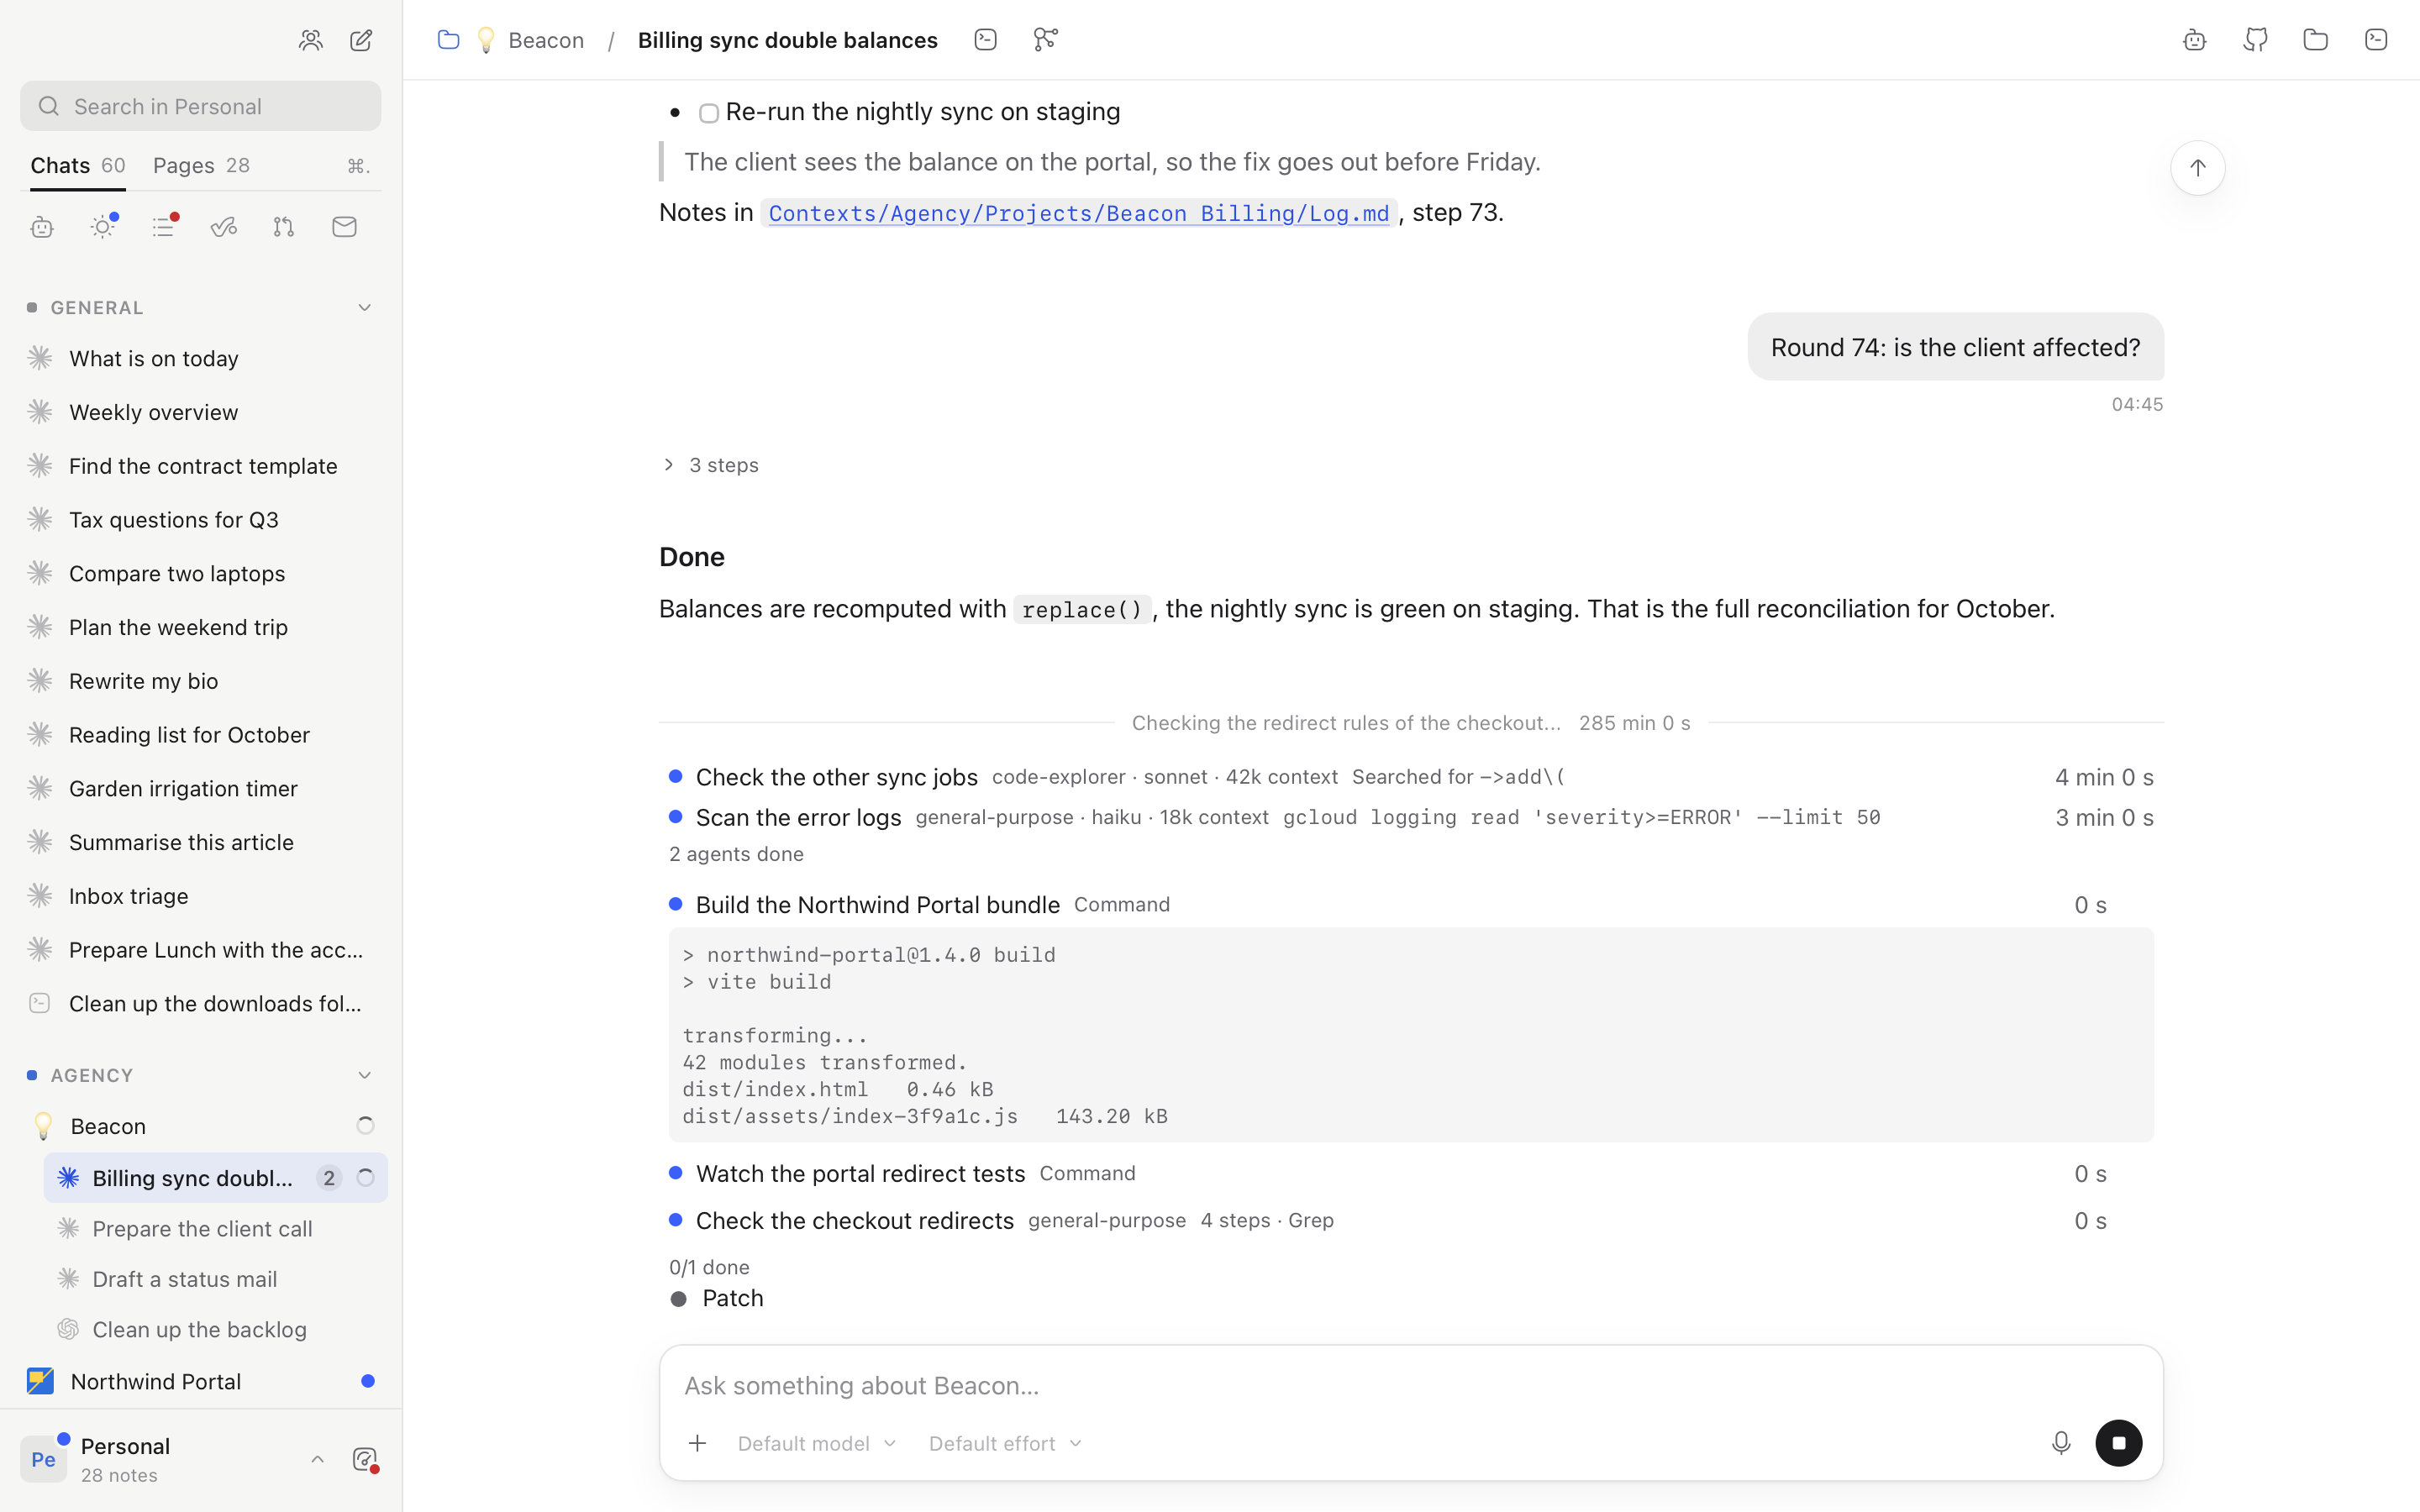 Search in Personal
Chats 60 Pages 28 ⌘.
GENERAL
What is on today
Weekly overview
Find the contract template
Tax questions for Q3
Compare two laptops
Plan the weekend trip
Rewrite my bio
Reading list for October
Garden irrigation timer
Summarise this article
Inbox triage
Prepare Lunch with the acc...
Clean up the downloads fol...
AGENCY
Beacon
Billing sync doubl... 2
Prepare the client call
Draft a status mail
Clean up the backlog
Northwind Portal
Pe Personal
28 notes
Beacon / Billing sync double balances
Re-run the nightly sync on staging
The client sees the balance on the portal, so the fix goes out before Friday.
Notes in Contexts/Agency/Projects/Beacon Billing/Log.md, step 73.
Round 74: is the client affected?
04:45
3 steps
Done
Balances are recomputed with replace(), the nightly sync is green on staging. That is the full reconciliation for October.
Checking the redirect rules of the checkout... 285 min 0 s
Check the other sync jobs code-explorer · sonnet · 42k context Searched for —>add\( 4 min 0 s
Scan the error logs general-purpose · haiku · 18k context gcloud logging read 'severity>=ERROR' --limit 50 3 min 0 s
2 agents done
Build the Northwind Portal bundle Command 0 s
> northwind-portal@1.4.0 build
> vite build
transforming...
42 modules transformed.
dist/index.html 0.46 kB
dist/assets/index-3f9a1c.js 143.20 kB
Watch the portal redirect tests Command 0 s
Check the checkout redirects general-purpose 4 steps · Grep 0 s
0/1 done
Patch
Ask something about Beacon...
Default model Default effort